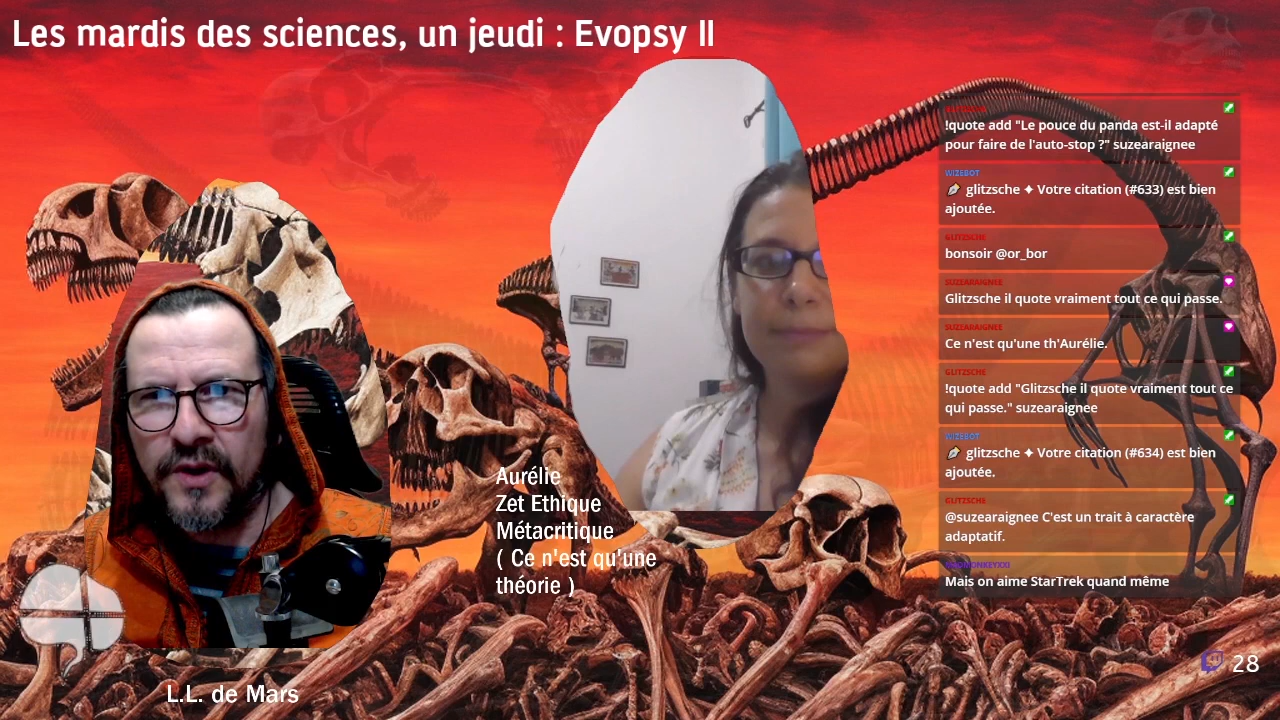 Les mardis des sciences, un jeudi : Evopsy II
!quote add "Le pouce du panda est-il adapté
pour faire de l'auto-stop ?" suzearaignee
WIZEBOT
glitzsche ✦ Votre citation (#633) est bien
ajoutée.
GLITZSCHE
bonsoir @or_bor
SUZEARAIGNEE
Glitzsche il quote vraiment tout ce qui passe.
SUZEARAIGNEE
Ce n'est qu'une th'Aurélie.
GLITZSCHE
!quote add "Glitzsche il quote vraiment tout ce
qui passe." suzearaignee
WIZEBOT
glitzsche ✦ Votre citation (#634) est bien
ajoutée.
GLITZSCHE
@suzearaignee C'est un trait à caractère
adaptatif.
Mais on aime StarTrek quand même
Aurélie
Zet Ethique
Métacritique
( Ce n'est qu'une
théorie )
28
L.L. de Mars